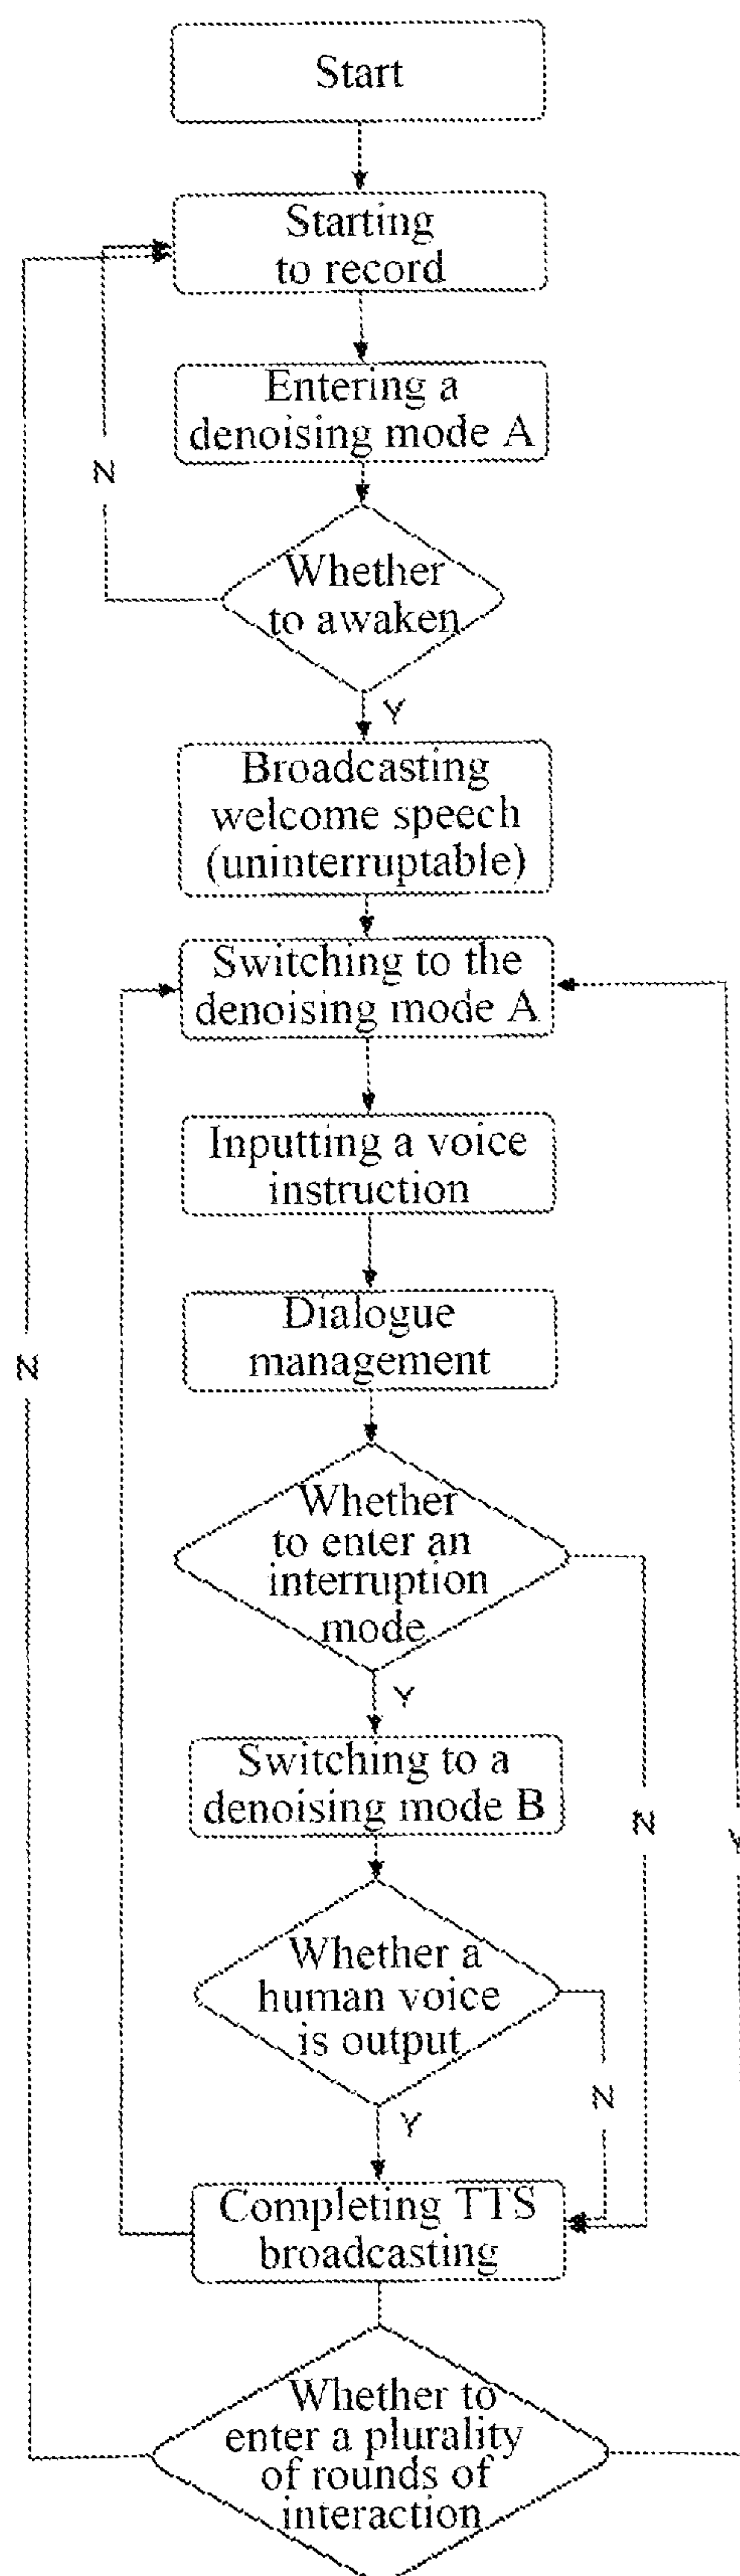 Start
Starting
to record
Entering a
denoising mode A
N
Whether
to awaken
Y
Broadcasting
welcome speech
(uninterruptable)
Switching to the
denoising mode A
Inputting a voice
instruction
Dialogue
management
N
Whether
to enter an
interruption
mode
Y
Switching to a
denoising mode B
N
Y
Whether a
human voice
is output
N
Y
Completing TTS
broadcasting
Whether to
enter a plurality
of rounds of
interaction